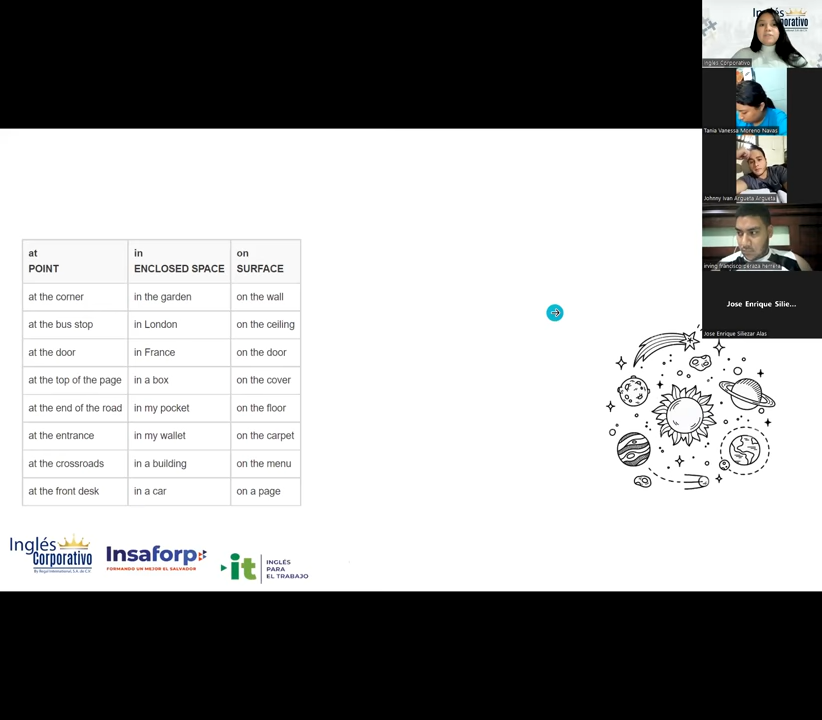 at
POINT
in
ENCLOSED SPACE
on
SURFACE
at the corner
in the garden
on the wall
at the bus stop
in London
on the ceiling
at the door
in France
on the door
at the top of the page
in a box
on the cover
at the end of the road
in my pocket
on the floor
at the entrance
in my wallet
on the carpet
at the crossroads
in a building
on the menu
at the front desk
in a car
on a page
Inglés
Corporativo
Insaforp
FORMANDO UN MEJOR EL SALVADOR
it
INGLÉS
PARA
EL TRABAJO
Inglés Corporativo
Tania Vanessa Moreno Navas
Johnny Ivan Argueta Argueta
Jose Enrique Silie...
Jose Enrique Siliezar Alas